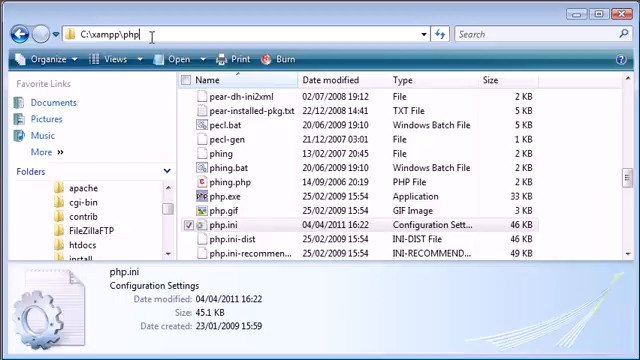 C:\xampp\php
Search
Organize
Views
Open
Print
Burn
Favorite Links
Documents
Pictures
Music
More »
Folders
apache
cgi-bin
contrib
FileZillaFTP
htdocs
install
Name Date modified Type Size
pear-dh-ini2xml 02/07/2008 19:12 File 2 KB
pear-installed-pkg.txt 22/12/2008 14:41 TXT File 5 KB
pecl.bat 20/06/2009 19:10 Windows Batch File 5 KB
pecl-gen 21/12/2007 03:01 File 1 KB
phing 13/02/2007 20:45 File 2 KB
phing.bat 20/06/2009 19:10 Windows Batch File 2 KB
phing.php 14/09/2006 20:19 PHP File 2 KB
php.exe 25/02/2009 15:54 Application 33 KB
php.gif 25/02/2009 15:54 GIF Image 3 KB
php.ini 04/04/2011 16:22 Configuration Sett... 46 KB
php.ini-dist 25/02/2009 15:54 INI-DIST File 46 KB
php.ini-recomm... 25/02/2009 15:54 INI-RECOMMEN... 49 KB
php.ini
Configuration Settings
Date modified: 04/04/2011 16:22
Size: 45.1 KB
Date created: 23/01/2009 15:59